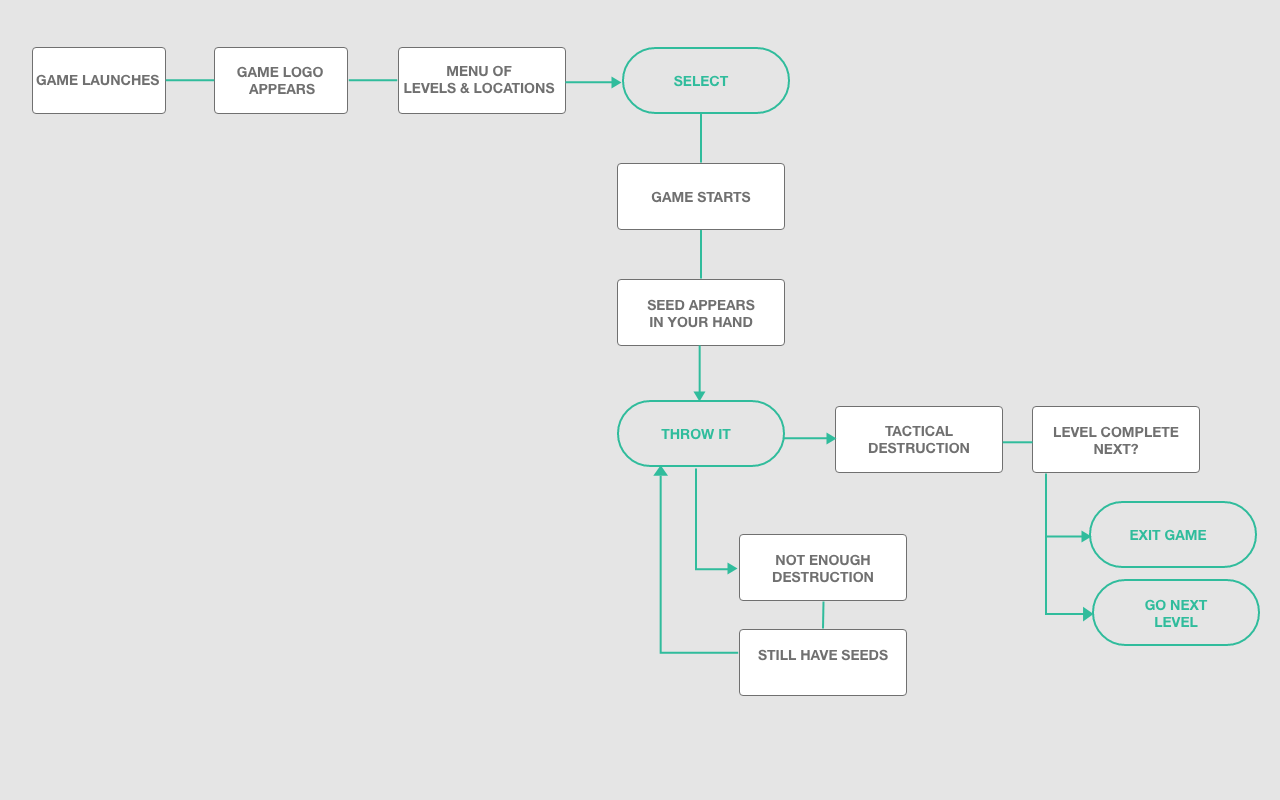 GAME LAUNCHES
GAME LOGO
APPEARS
MENU OF
LEVELS & LOCATIONS
SELECT
GAME STARTS
SEED APPEARS
IN YOUR HAND
THROW IT
TACTICAL
DESTRUCTION
LEVEL COMPLETE
NEXT?
EXIT GAME
GO NEXT
LEVEL
NOT ENOUGH
DESTRUCTION
STILL HAVE SEEDS